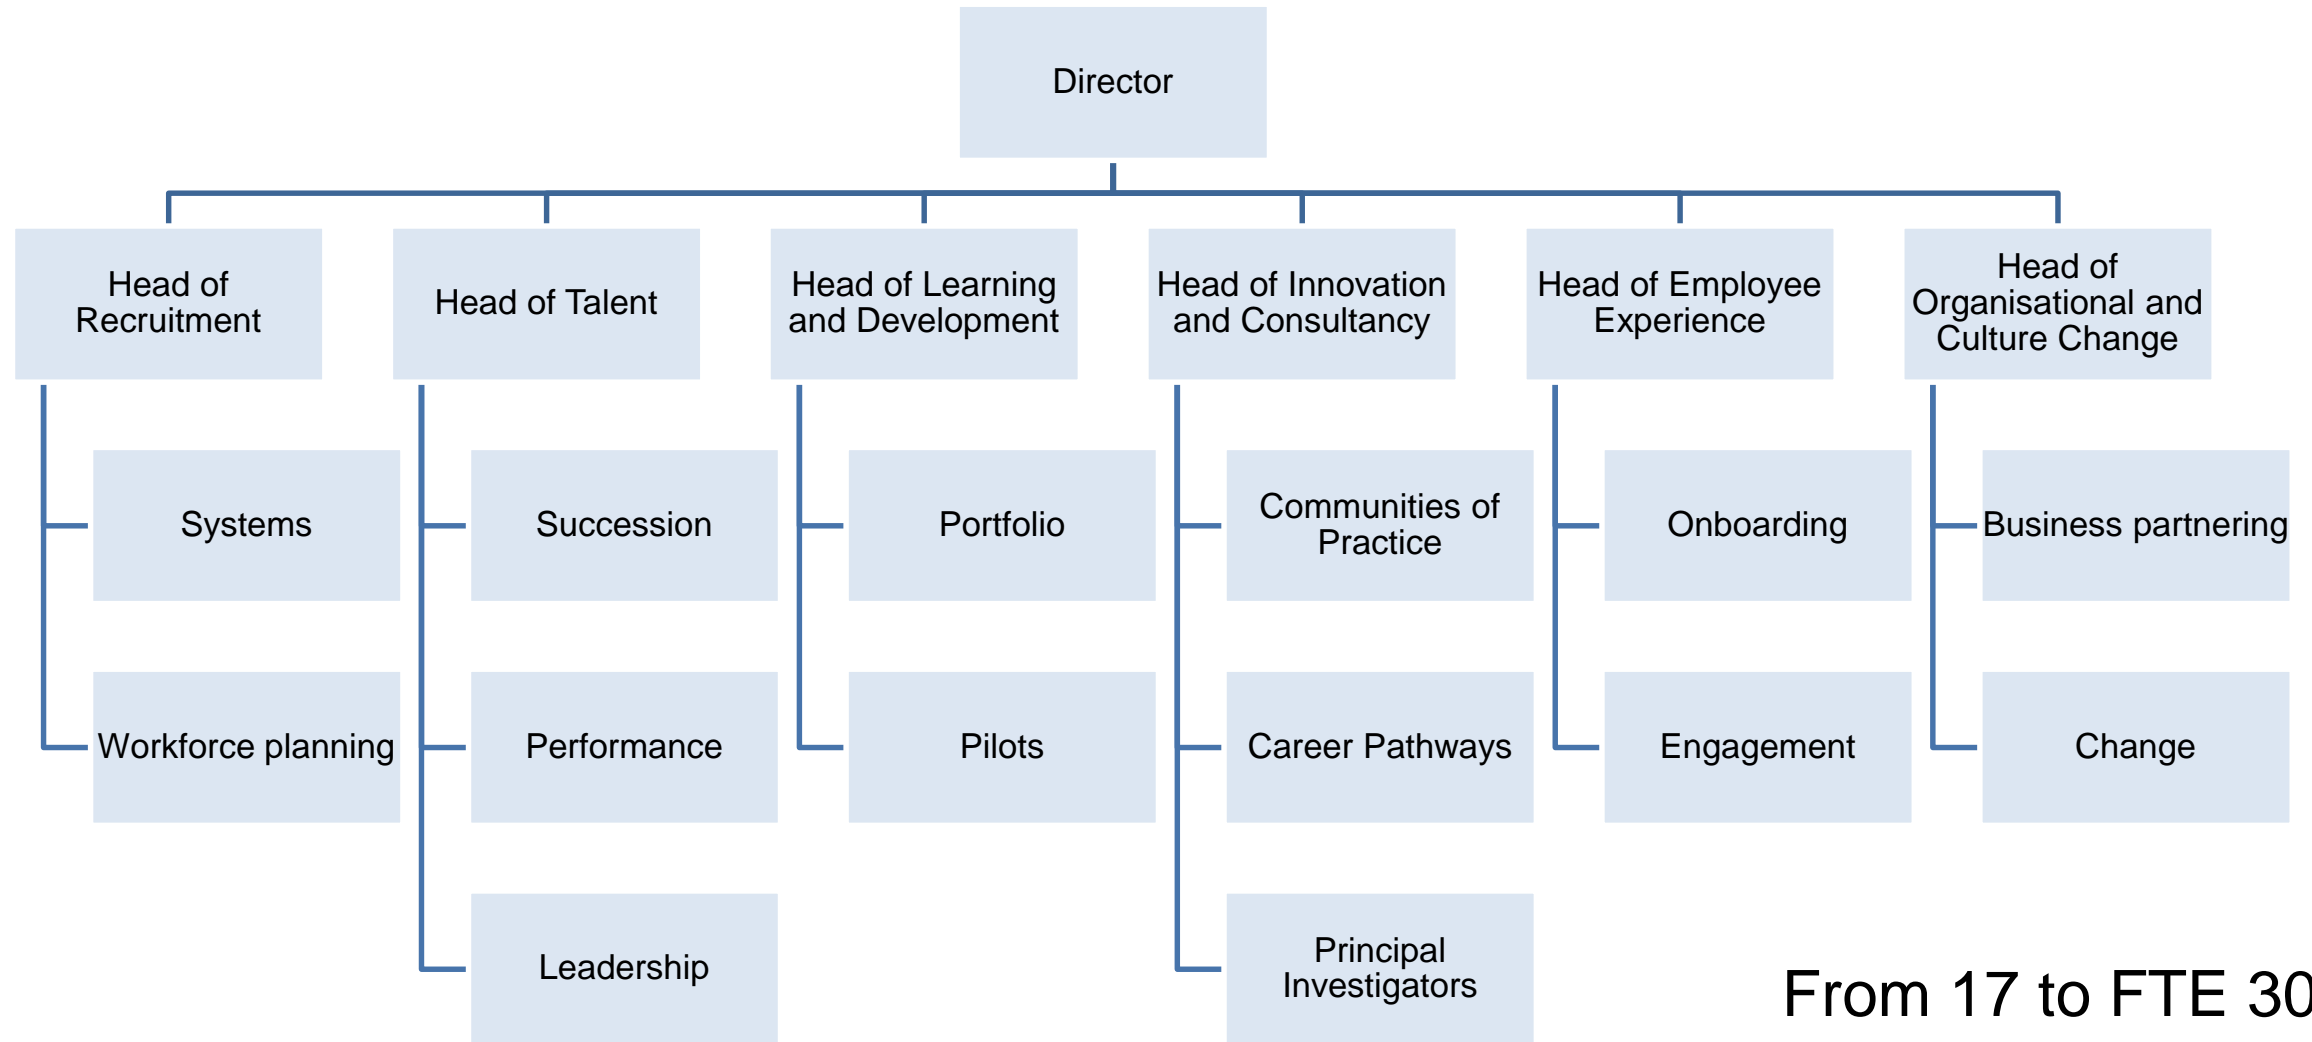 Director
Head of
Recruitment
Head of Talent
Head of Learning
and Development
Head of Innovation
and Consultancy
Head of Employee
Experience
Head of
Organisational and
Culture Change
Systems
Succession
Portfolio
Communities of
Practice
Onboarding
Business partnering
Workforce planning
Performance
Pilots
Career Pathways
Engagement
Change
Leadership
Principal
Investigators
From 17 to FTE 30